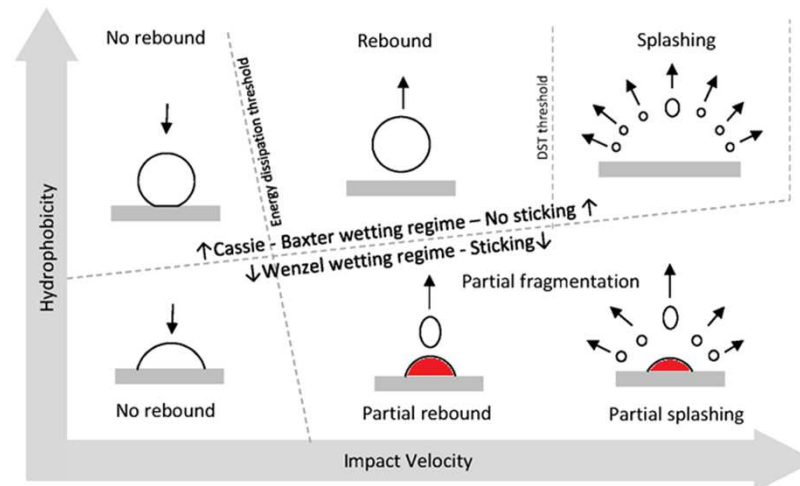 No rebound
Rebound
Splashing
Energy dissipation threshold
DST threshold
Hydrophobicity
↑Cassie - Baxter wetting regime – No sticking ↑
↓Wenzel wetting regime - Sticking↓
Partial fragmentation
No rebound
Partial rebound
Partial splashing
Impact Velocity